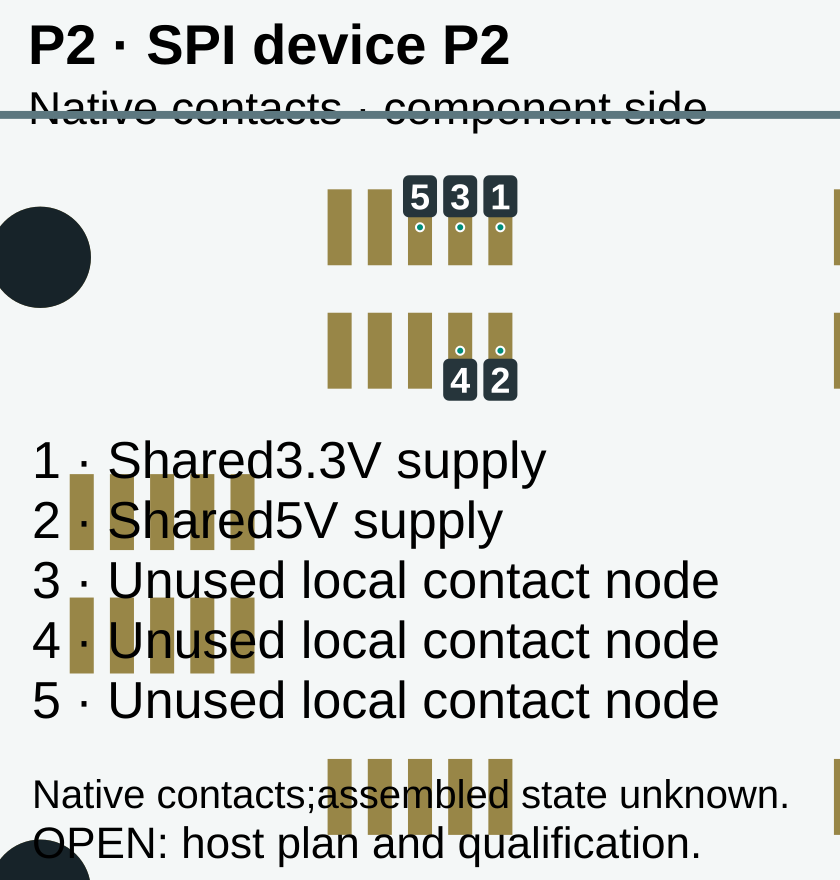 P2 · SPI device P2
Native contacts · component side
5 3 1
4 2
1 · Shared3.3V supply
2 · Shared5V supply
3 · Unused local contact node
4 · Unused local contact node
5 · Unused local contact node
Native contacts;assembled state unknown.
OPEN: host plan and qualification.